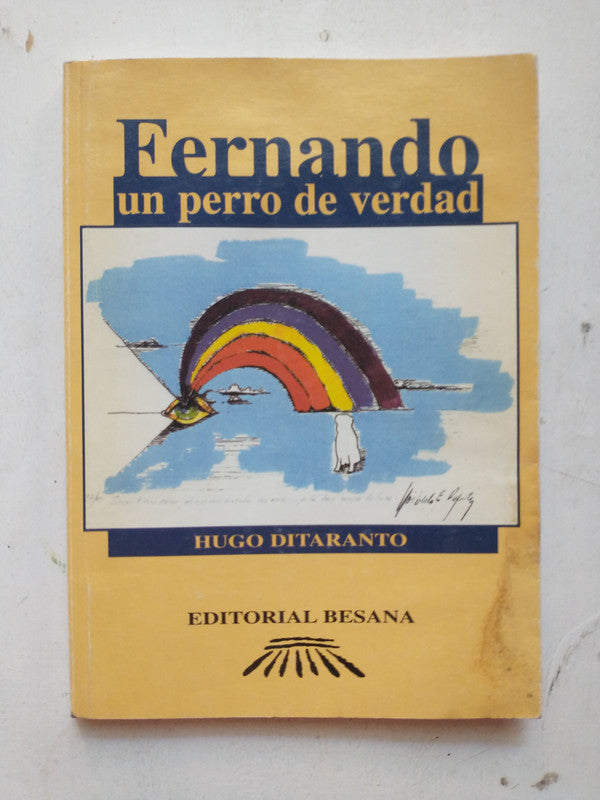 Fernando
un perro de verdad
HUGO DITARANTO
EDITORIAL BESANA